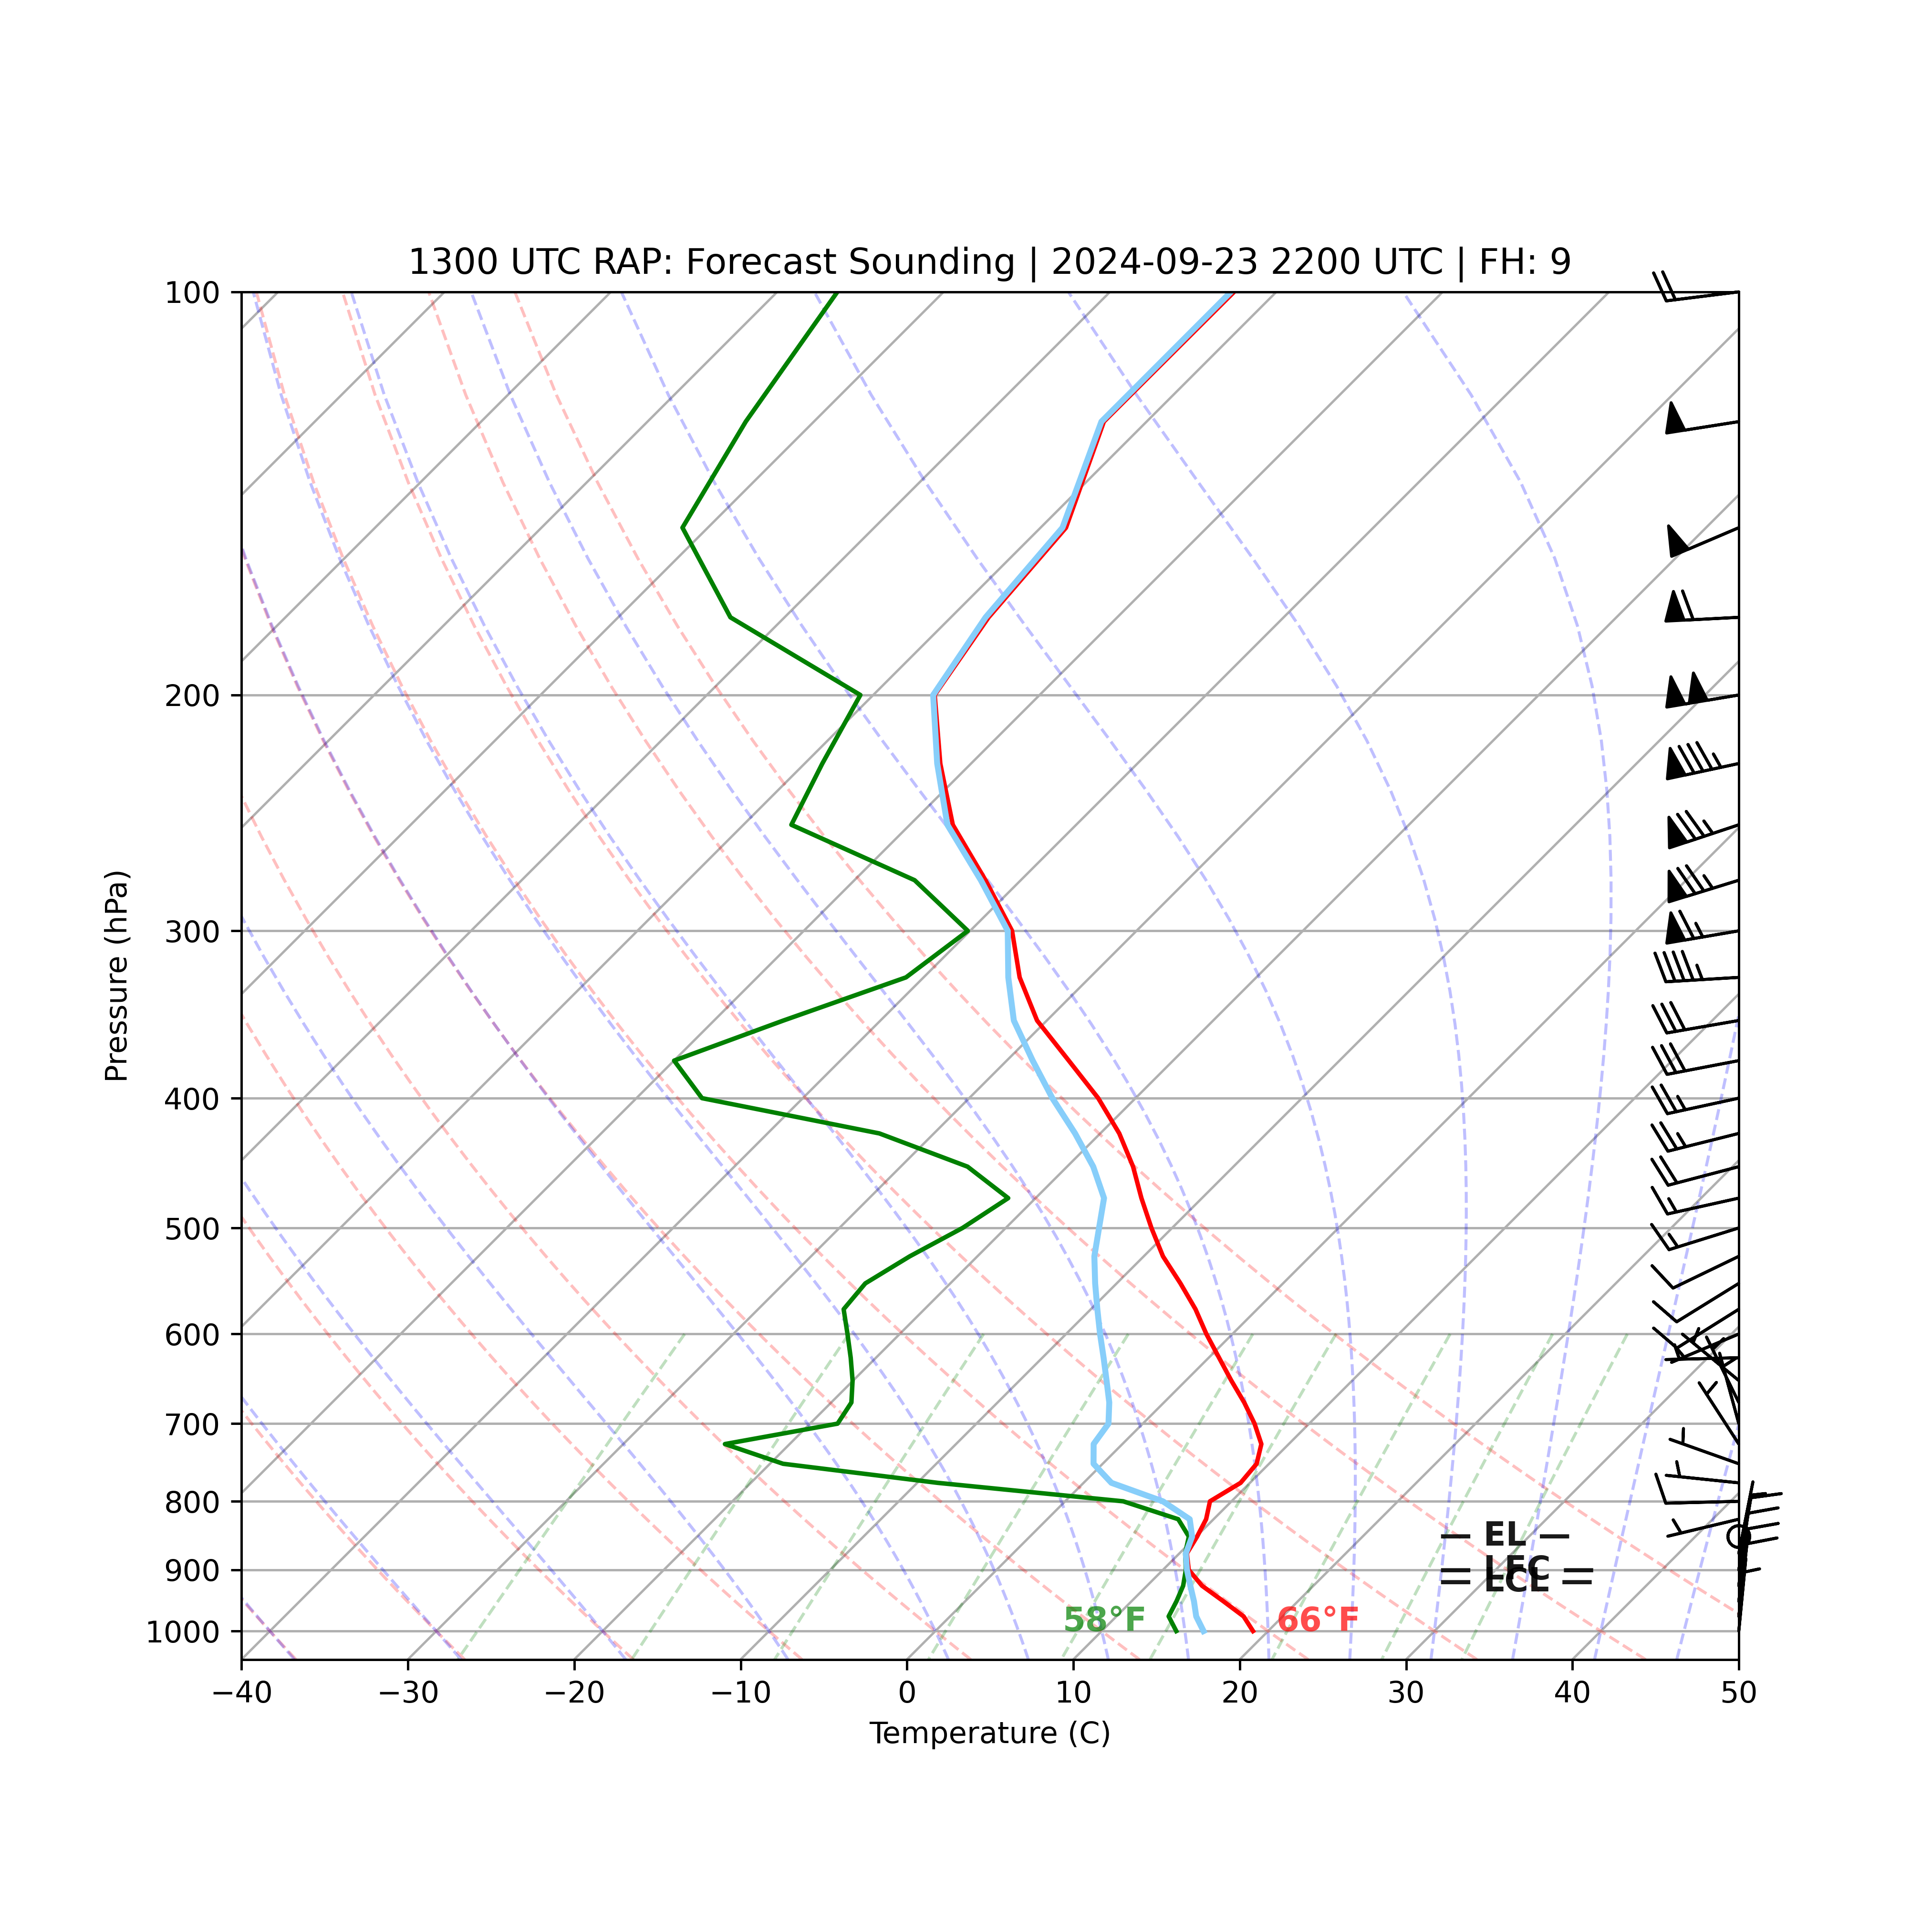 1300 UTC RAP: Forecast Sounding | 2024-09-23 2200 UTC | FH: 9
100
200
300
400
500
600
700
800
900
1000
Pressure (hPa)
— EL —
— LFC —
— LCL —
58°F
66°F
−40 −30 −20 −10 0 10 20 30 40 50
Temperature (C)